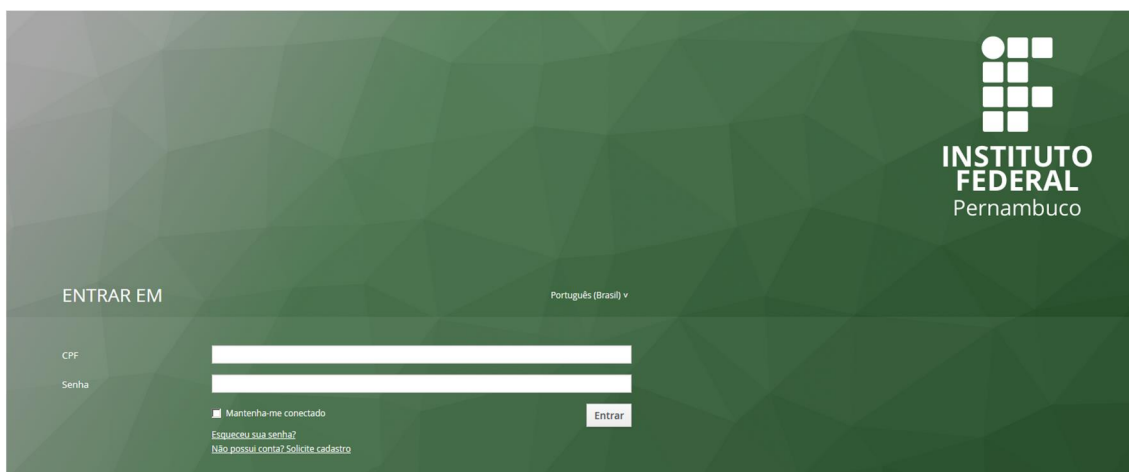 INSTITUTO
FEDERAL
Pernambuco
ENTRAR EM
Português (Brasil) v
CPF
Senha
Mantenha-me conectado
Entrar
Esqueceu sua senha?
Não possui conta? Solicite cadastro